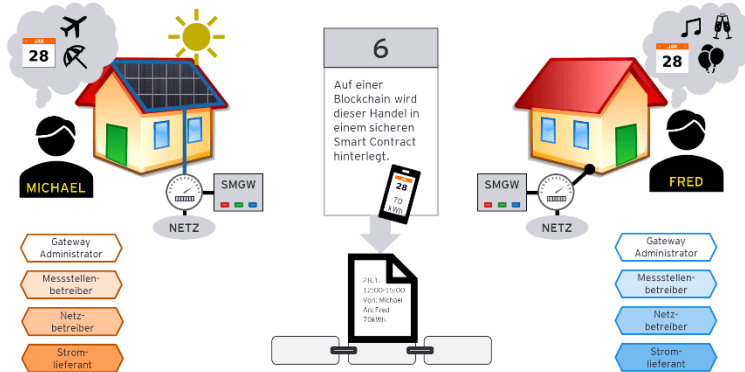 JAN
28
MICHAEL
SMGW
NETZ
Gateway
Administrator
Messstellen-
betreiber
Netz-
betreiber
Strom-
lieferant
6
Auf einer
Blockchain wird
dieser Handel in
einem sicheren
Smart Contract
hinterlegt.
28
70
kWh
28.1.
12:00-15:00
Von: Michael
An: Fred
70kWh
JAN
28
FRED
SMGW
NETZ
Gateway
Administrator
Messstellen-
betreiber
Netz-
betreiber
Strom-
lieferant